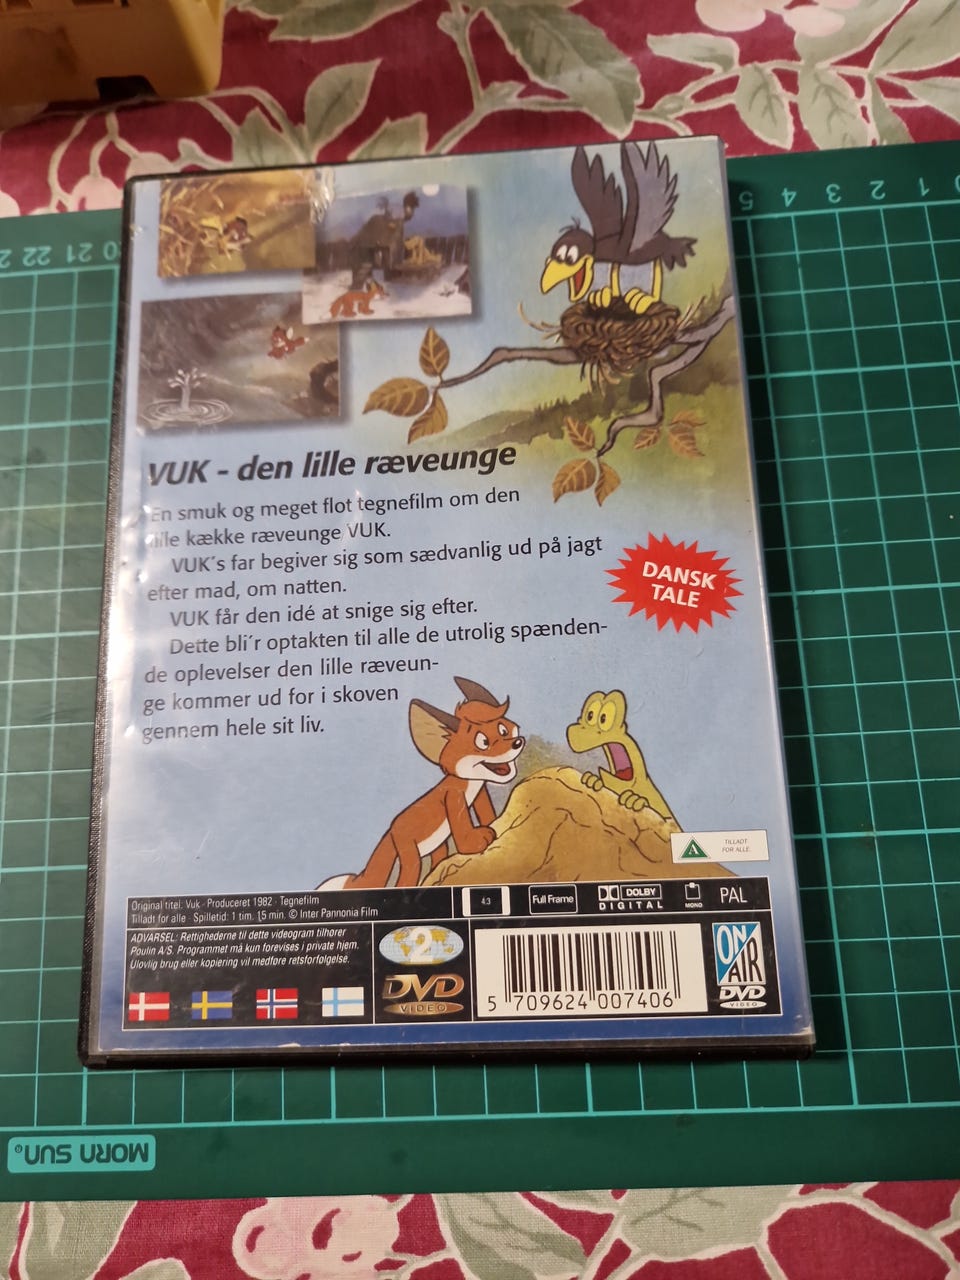 VUK - den lille ræveunge
En smuk og meget flot tegnefilm om den
lille kække ræveunge VUK.
VUK´s far begiver sig som sædvanlig ud på jagt
efter mad, om natten.
VUK får den idé at snige sig efter.
Dette bli´r optakten til alle de utrolig spænden-
de oplevelser den lille ræveun-
ge kommer ud for i skoven
gennem hele sit liv.
DANSK
TALE
A
TILLADT
FOR ALLE.
Original titel: Vuk · Produceret 1982 · Tegnefilm
Tilladt for alle · Spilletid: 1 tim. 15 min. © Inter Pannonia Film
4:3
Full Frame
DOLBY
DIGITAL
MONO
PAL
ADVARSEL: Rettighederne til dette videogram tilhører
Poulin A/S. Programmet må kun forevises i private hjem.
Ulovlig brug eller kopiering vil medføre retsforfølgelse.
2
DVD
VIDEO
5 709624 007406
ON
AIR
DVD
VIDEO
5 4 3 2 1 0
22 21 20
MORN SUN®